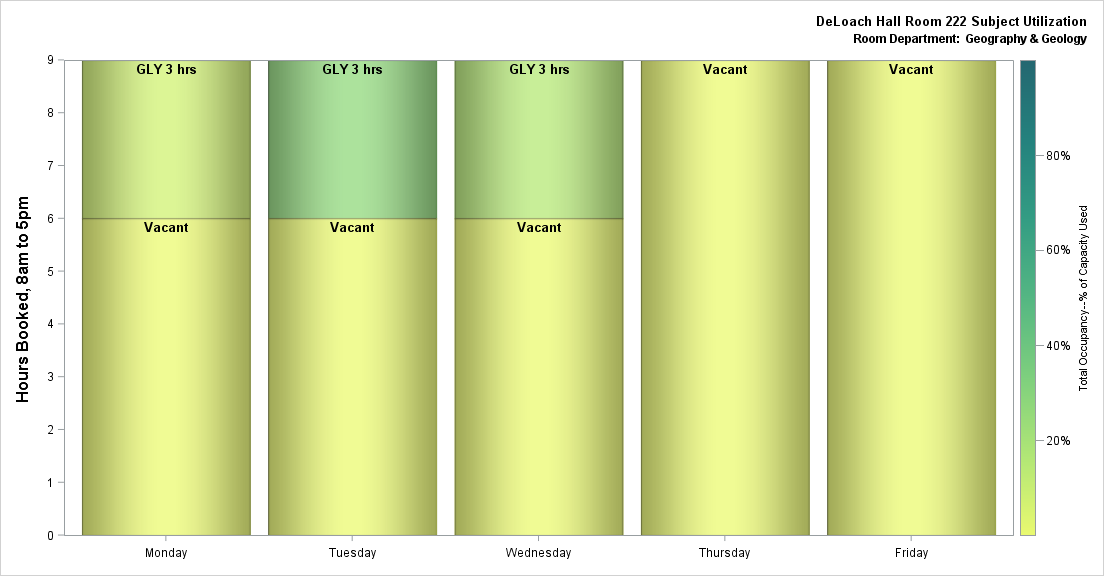 DeLoach Hall Room 222 Subject Utilization
Room Department: Geography & Geology
Hours Booked, 8am to 5pm
9
8
7
6
5
4
3
2
1
0
GLY 3 hrs
Vacant
GLY 3 hrs
Vacant
GLY 3 hrs
Vacant
Vacant
Vacant
Monday
Tuesday
Wednesday
Thursday
Friday
80%
60%
40%
20%
Total Occupancy--% of Capacity Used